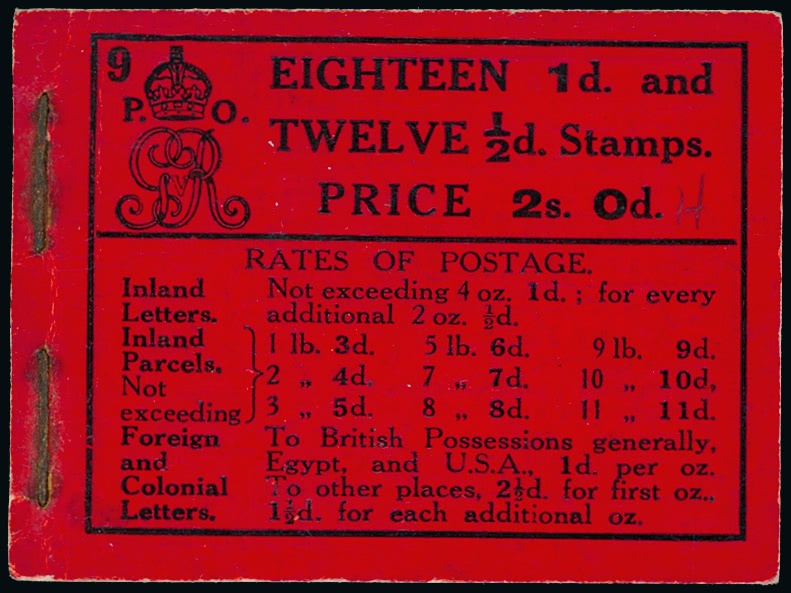 9
P. O.
GVR
EIGHTEEN 1d. and
TWELVE ½d. Stamps.
PRICE 2s. 0d. H
RATES OF POSTAGE.
Inland Letters. Not exceeding 4 oz. 1d. ; for every additional 2 oz. ½d.
Inland Parcels. Not exceeding
1 lb. 3d. 5 lb. 6d. 9 lb. 9d.
2 „ 4d. 7 „ 7d. 10 „ 10d,
3 „ 5d. 8 „ 8d. 11 „ 11d.
Foreign and Colonial Letters.
To British Possessions generally,
Egypt, and U.S.A., 1d. per oz.
To other places, 2½d. for first oz.,
1½d. for each additional oz.